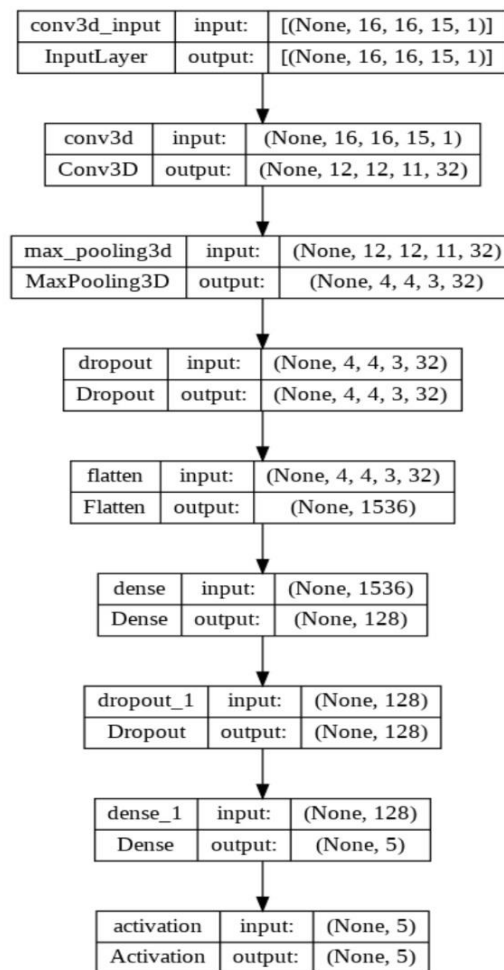 conv3d_input input: [(None, 16, 16, 15, 1)]
InputLayer output: [(None, 16, 16, 15, 1)]
conv3d input: (None, 16, 16, 15, 1)
Conv3D output: (None, 12, 12, 11, 32)
max_pooling3d input: (None, 12, 12, 11, 32)
MaxPooling3D output: (None, 4, 4, 3, 32)
dropout input: (None, 4, 4, 3, 32)
Dropout output: (None, 4, 4, 3, 32)
flatten input: (None, 4, 4, 3, 32)
Flatten output: (None, 1536)
dense input: (None, 1536)
Dense output: (None, 128)
dropout_1 input: (None, 128)
Dropout output: (None, 128)
dense_1 input: (None, 128)
Dense output: (None, 5)
activation input: (None, 5)
Activation output: (None, 5)